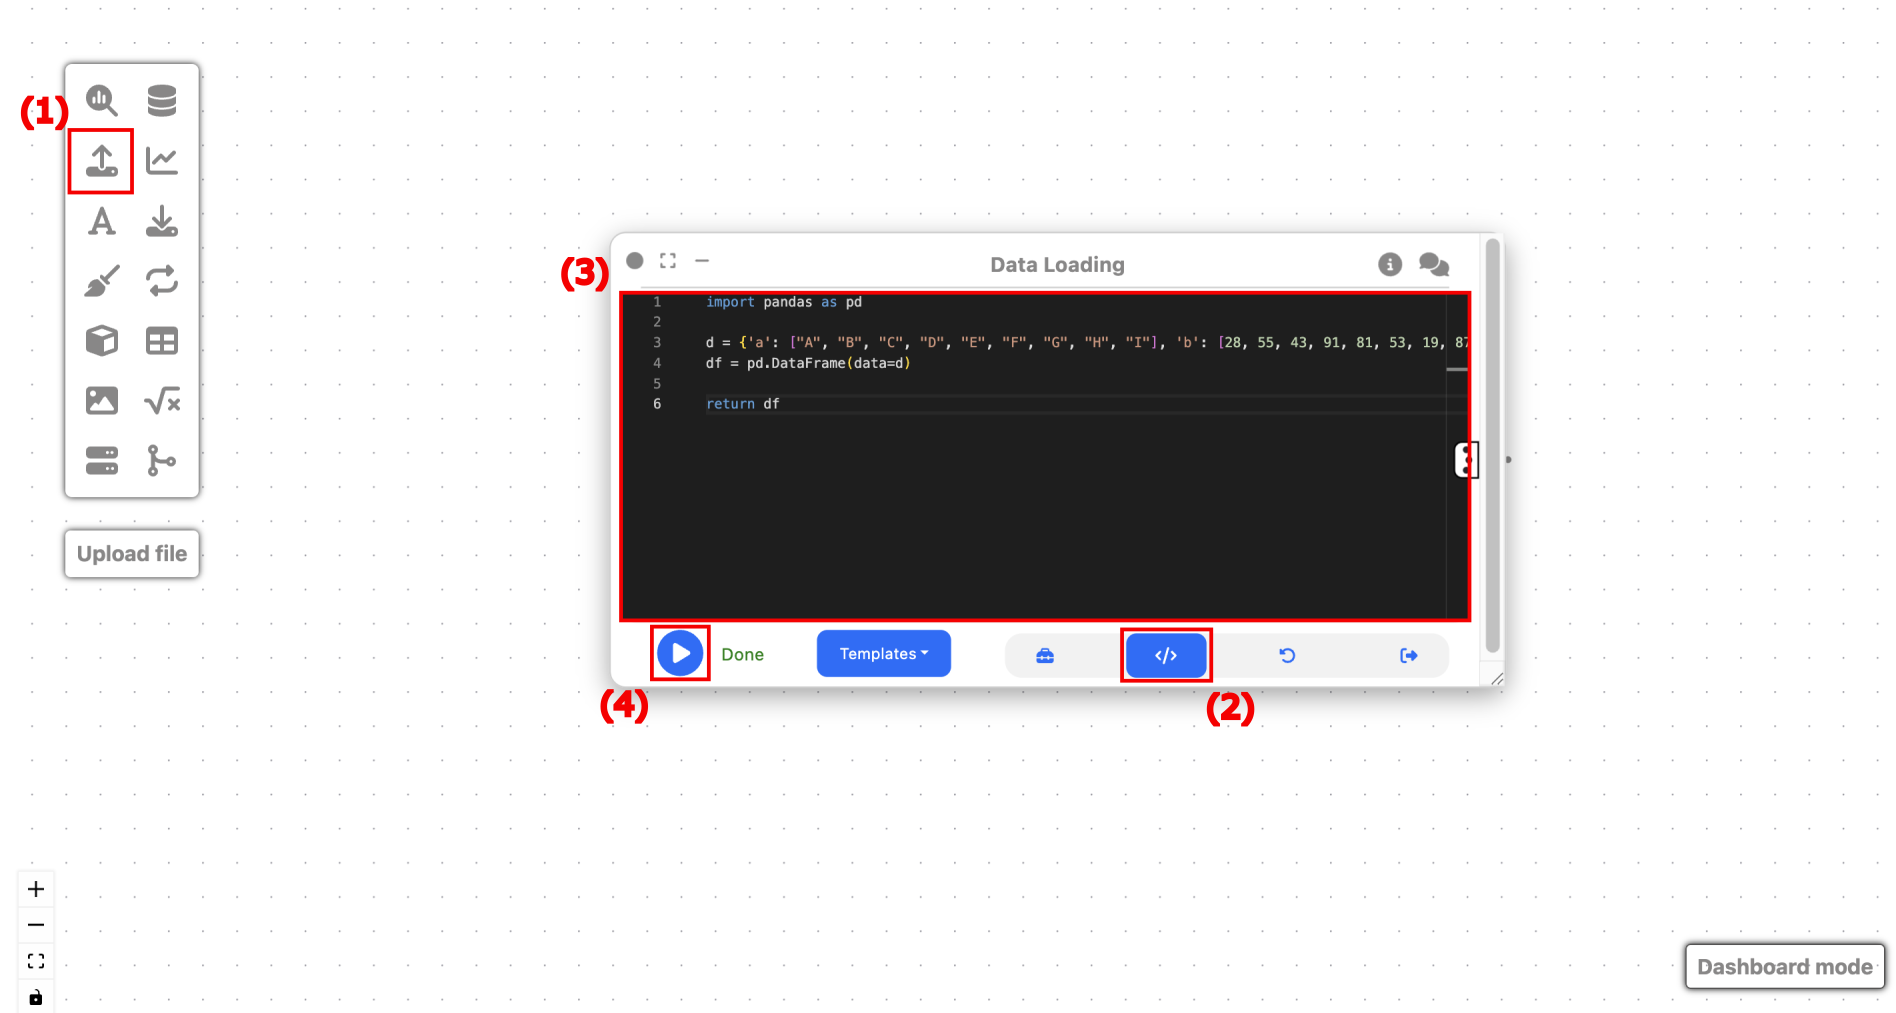 (1)
Upload file
(3)
Data Loading
1 import pandas as pd
2
3 d = {'a': ["A", "B", "C", "D", "E", "F", "G", "H", "I"], 'b': [28, 55, 43, 91, 81, 53, 19, 87
4 df = pd.DataFrame(data=d)
5
6 return df
Done
Templates
</>
(4)
(2)
Dashboard mode